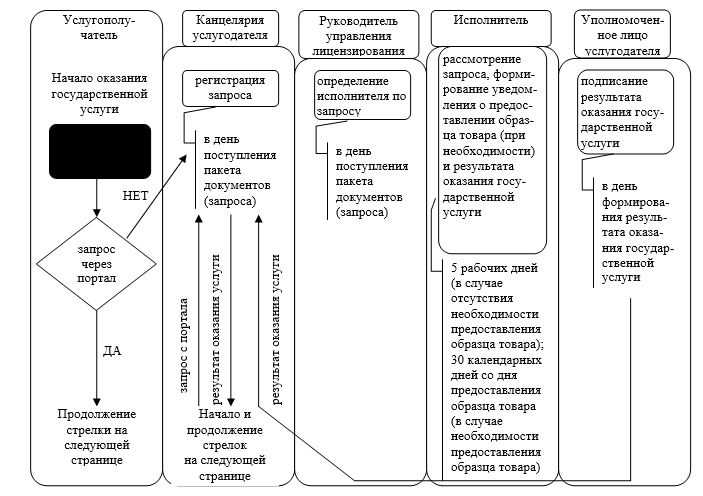 Услугополу-
чатель
Канцелярия
услугодателя
Руководитель
управления
лицензирования
Исполнитель
Уполномочен-
ное лицо
услугодателя
Начало оказания
государственной
услуги
НЕТ
запрос
через
портал
ДА
Продолжение
стрелки на
следующей
странице
регистрация
запроса
в день
поступления
пакета
документов
(запроса)
запрос с портала
результат оказания услуги
результат оказания услуги
Начало и
продолжение
стрелок
на следующей
странице
определение
исполнителя по
запросу
в день
поступления
пакета
документов
(запроса)
рассмотрение
запроса, форми-
рование уведом-
ления о предос-
тавлении образ-
ца товара (при
необходимости)
и результата
оказания госу-
дарственной
услуги
5 рабочих дней
(в случае
отсутствия
необходимости
предоставления
образца товара);
30 календарных
дней со дня
предоставления
образца товара
(в случае
необходимости
предоставления
образца товара)
подписание
результата
оказания госу-
дарственной
услуги
в день
формирова-
ния резуль-
тата оказа-
ния государ-
ственной
услуги